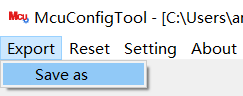 Mcu McuConfigTool - [C:\Users\ar
Export Reset Setting About
Save as